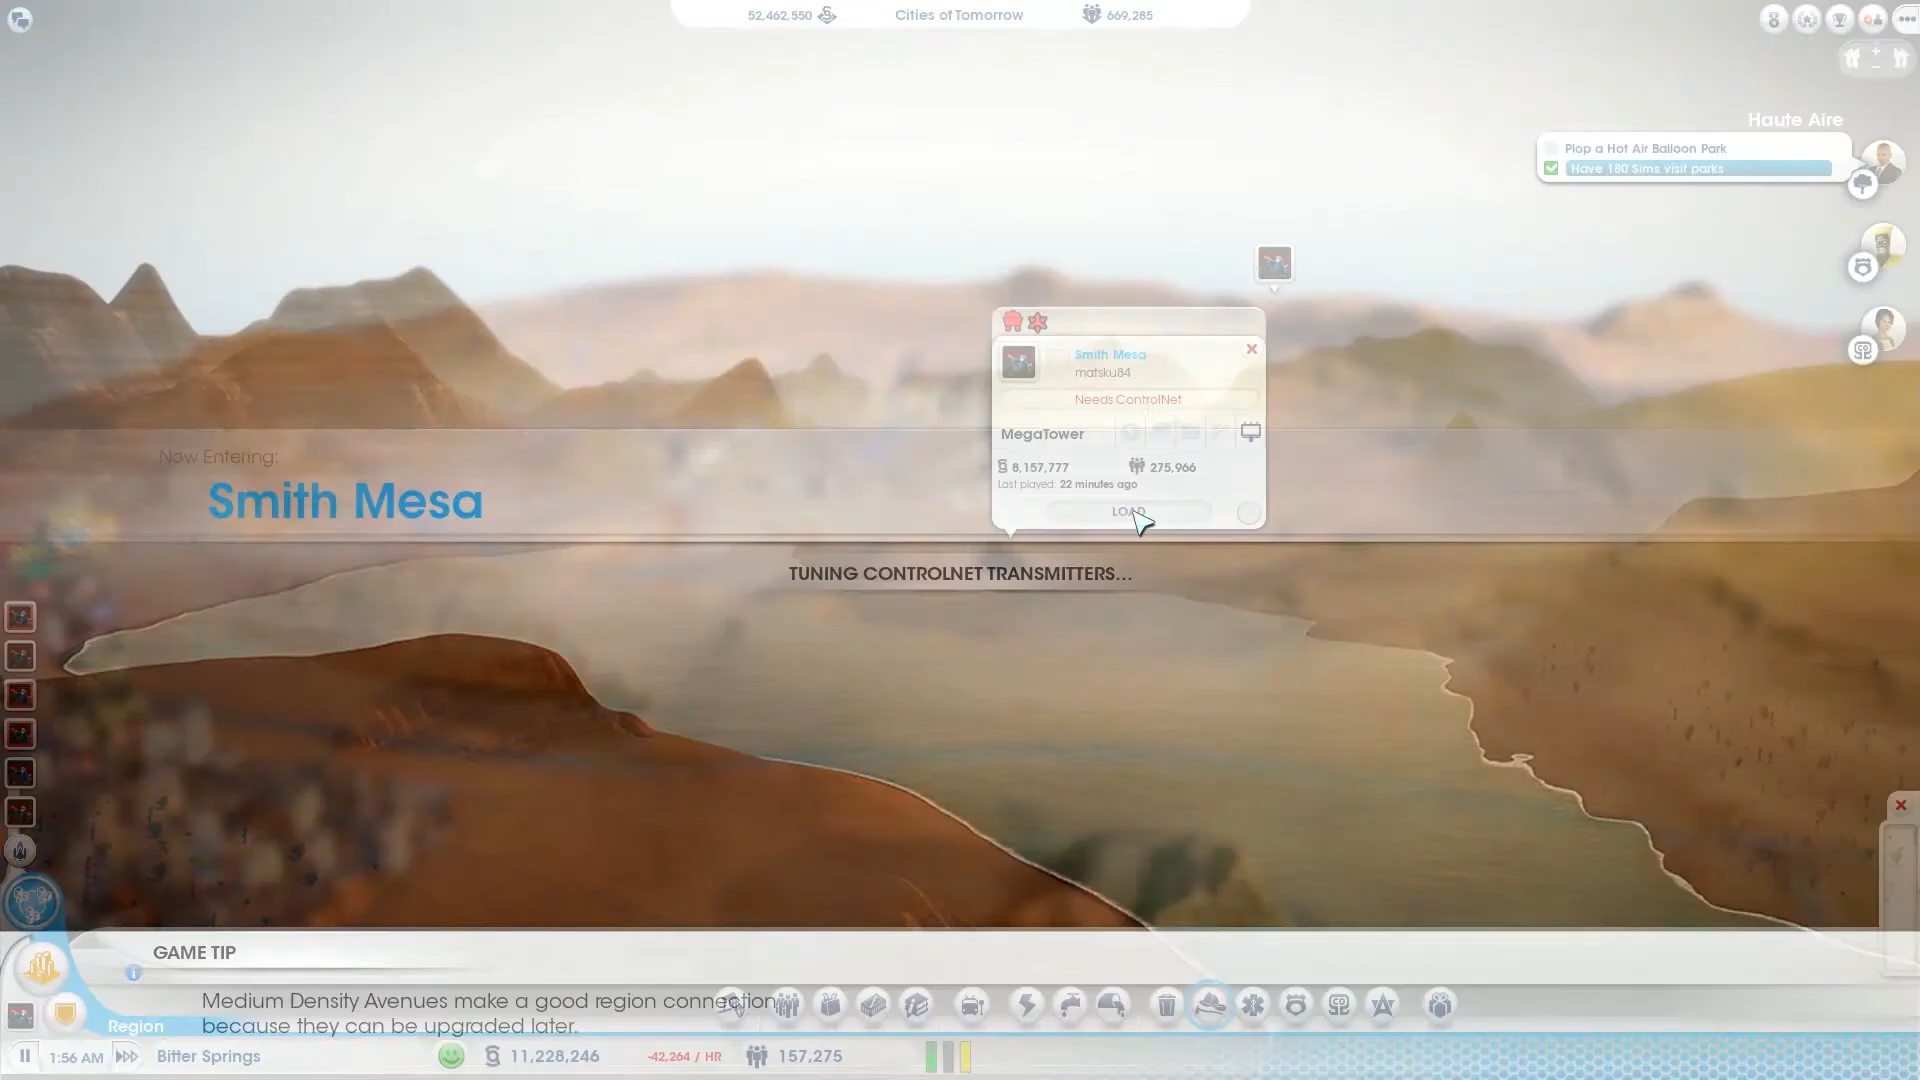 52,462,550
Cities of Tomorrow
669,285
Haute Aire
Plop a Hot Air Balloon Park
Have 180 Sims visit parks
Smith Mesa
matsku84
Needs ControlNet
MegaTower
8,157,777
275,966
Last played: 22 minutes ago
LOAD
Now Entering:
Smith Mesa
TUNING CONTROLNET TRANSMITTERS...
GAME TIP
Medium Density Avenues make a good region connection
because they can be upgraded later.
Region
1:56 AM
Bitter Springs
11,228,246
-42,264 / HR
157,275